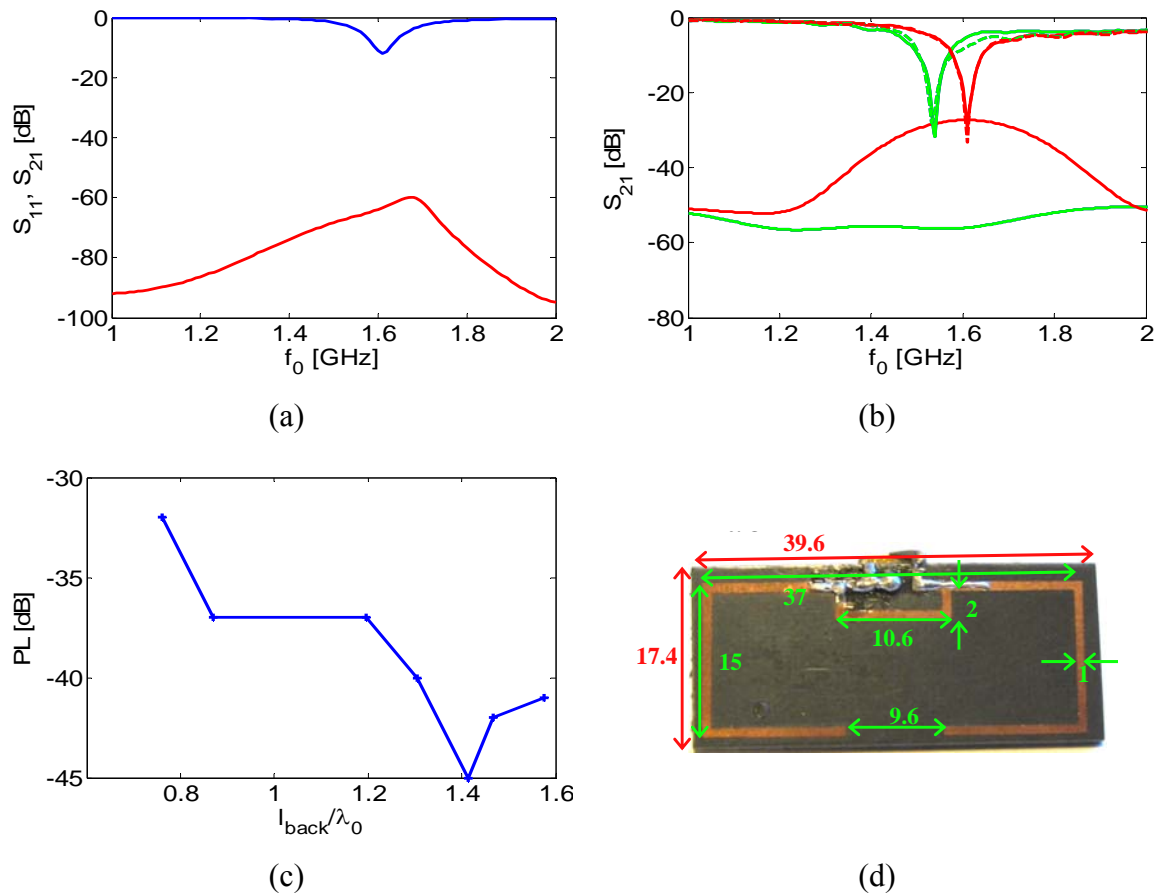 0
-20
-40
-60
-80
-100
S11, S21 [dB]
1 1.2 1.4 1.6 1.8 2
f0 [GHz]
(a)
0
-20
-40
-60
-80
S21 [dB]
1 1.2 1.4 1.6 1.8 2
f0 [GHz]
(b)
-30
-35
-40
-45
PL [dB]
0.8 1 1.2 1.4 1.6
lback/λ0
(c)
39.6
37
2
10.6
17.4
15
1
9.6
(d)